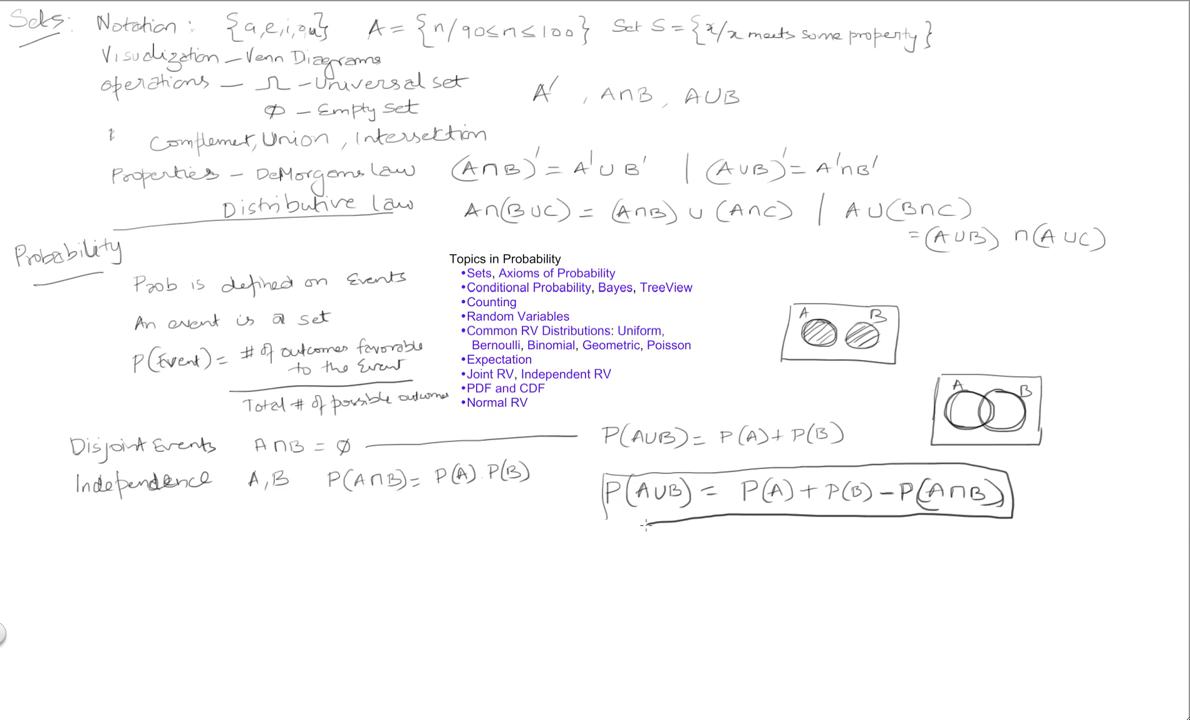 Sets: Notation: {a,e,i,o,u} A = {n/90≤n≤100} Set S = {x/x meets some property}
Visualization – Venn Diagrams
operations – Ω – Universal set
A' , A∩B, A∪B
∅ – Empty Set
Complemet, Union, Intersection
Properties – DeMorgans law (A∩B)' = A' ∪ B' | (A∪B)' = A'∩B'
Distributive Law A∩(B∪C) = (A∩B) ∪ (A∩C) | A∪(B∩C)
= (A∪B) ∩(A∪C)
Probability
Prob is defined on Events
An event is a set
P(Event) = # of outcomes favorable
to the Event
Total # of possible outcomes
Topics in Probability
•Sets, Axioms of Probability
•Conditional Probability, Bayes, TreeView
•Counting
•Random Variables
•Common RV Distributions: Uniform,
Bernoulli, Binomial, Geometric, Poisson
•Expectation
•Joint RV, Independent RV
•PDF and CDF
•Normal RV
A B
A B
Disjoint Events A∩B = ∅ P(A∪B) = P(A)+P(B)
Independence A,B P(A∩B) = P(A).P(B)
P(A∪B) = P(A)+P(B)–P(A∩B)